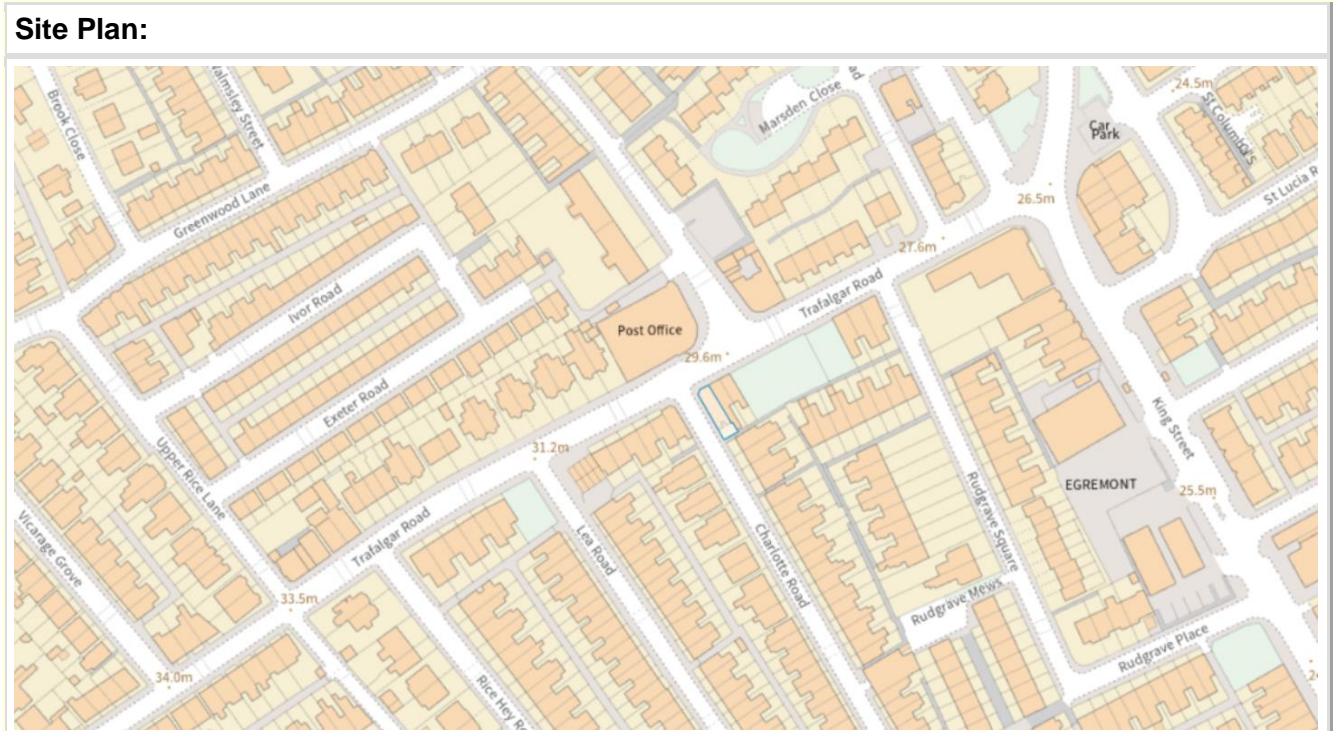 Site Plan:
Brook Close
Walmsley Street
Marsden Close
24.5m
Car
Park
St Columba's
St Lucia R
Greenwood Lane
26.5m
27.6m
Ivor Road
Trafalgar Road
Post Office
29.6m
Exeter Road
King Street
31.2m
Upper Rice Lane
EGREMONT
25.5m
Rudgrave Square
Vicarage Grove
Trafalgar Road
Lea Road
Charlotte Road
Rudgrave Mews
33.5m
Rudgrave Place
34.0m
Rice Hey R